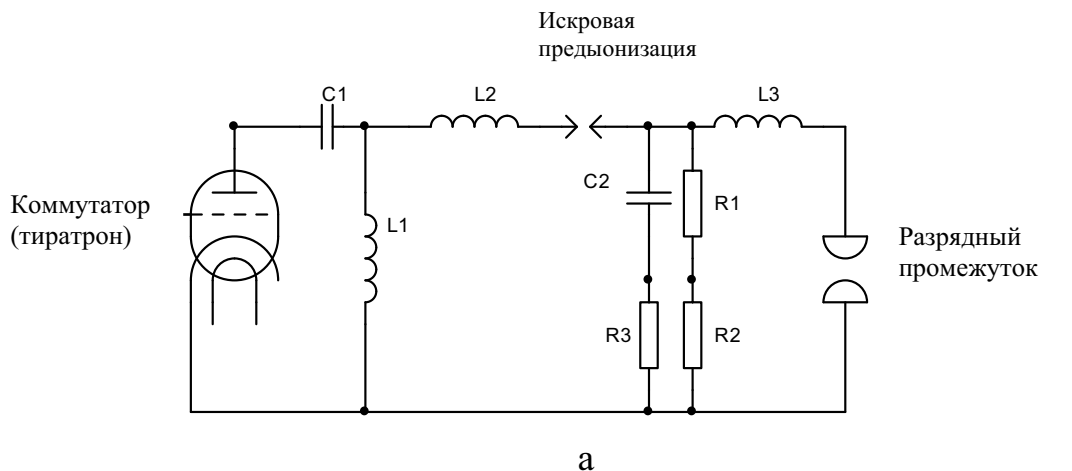 Искровая
предыонизация
C1
L2
L3
Коммутатор
(тиратрон)
L1
C2
R1
Разрядный
промежуток
R3
R2
а